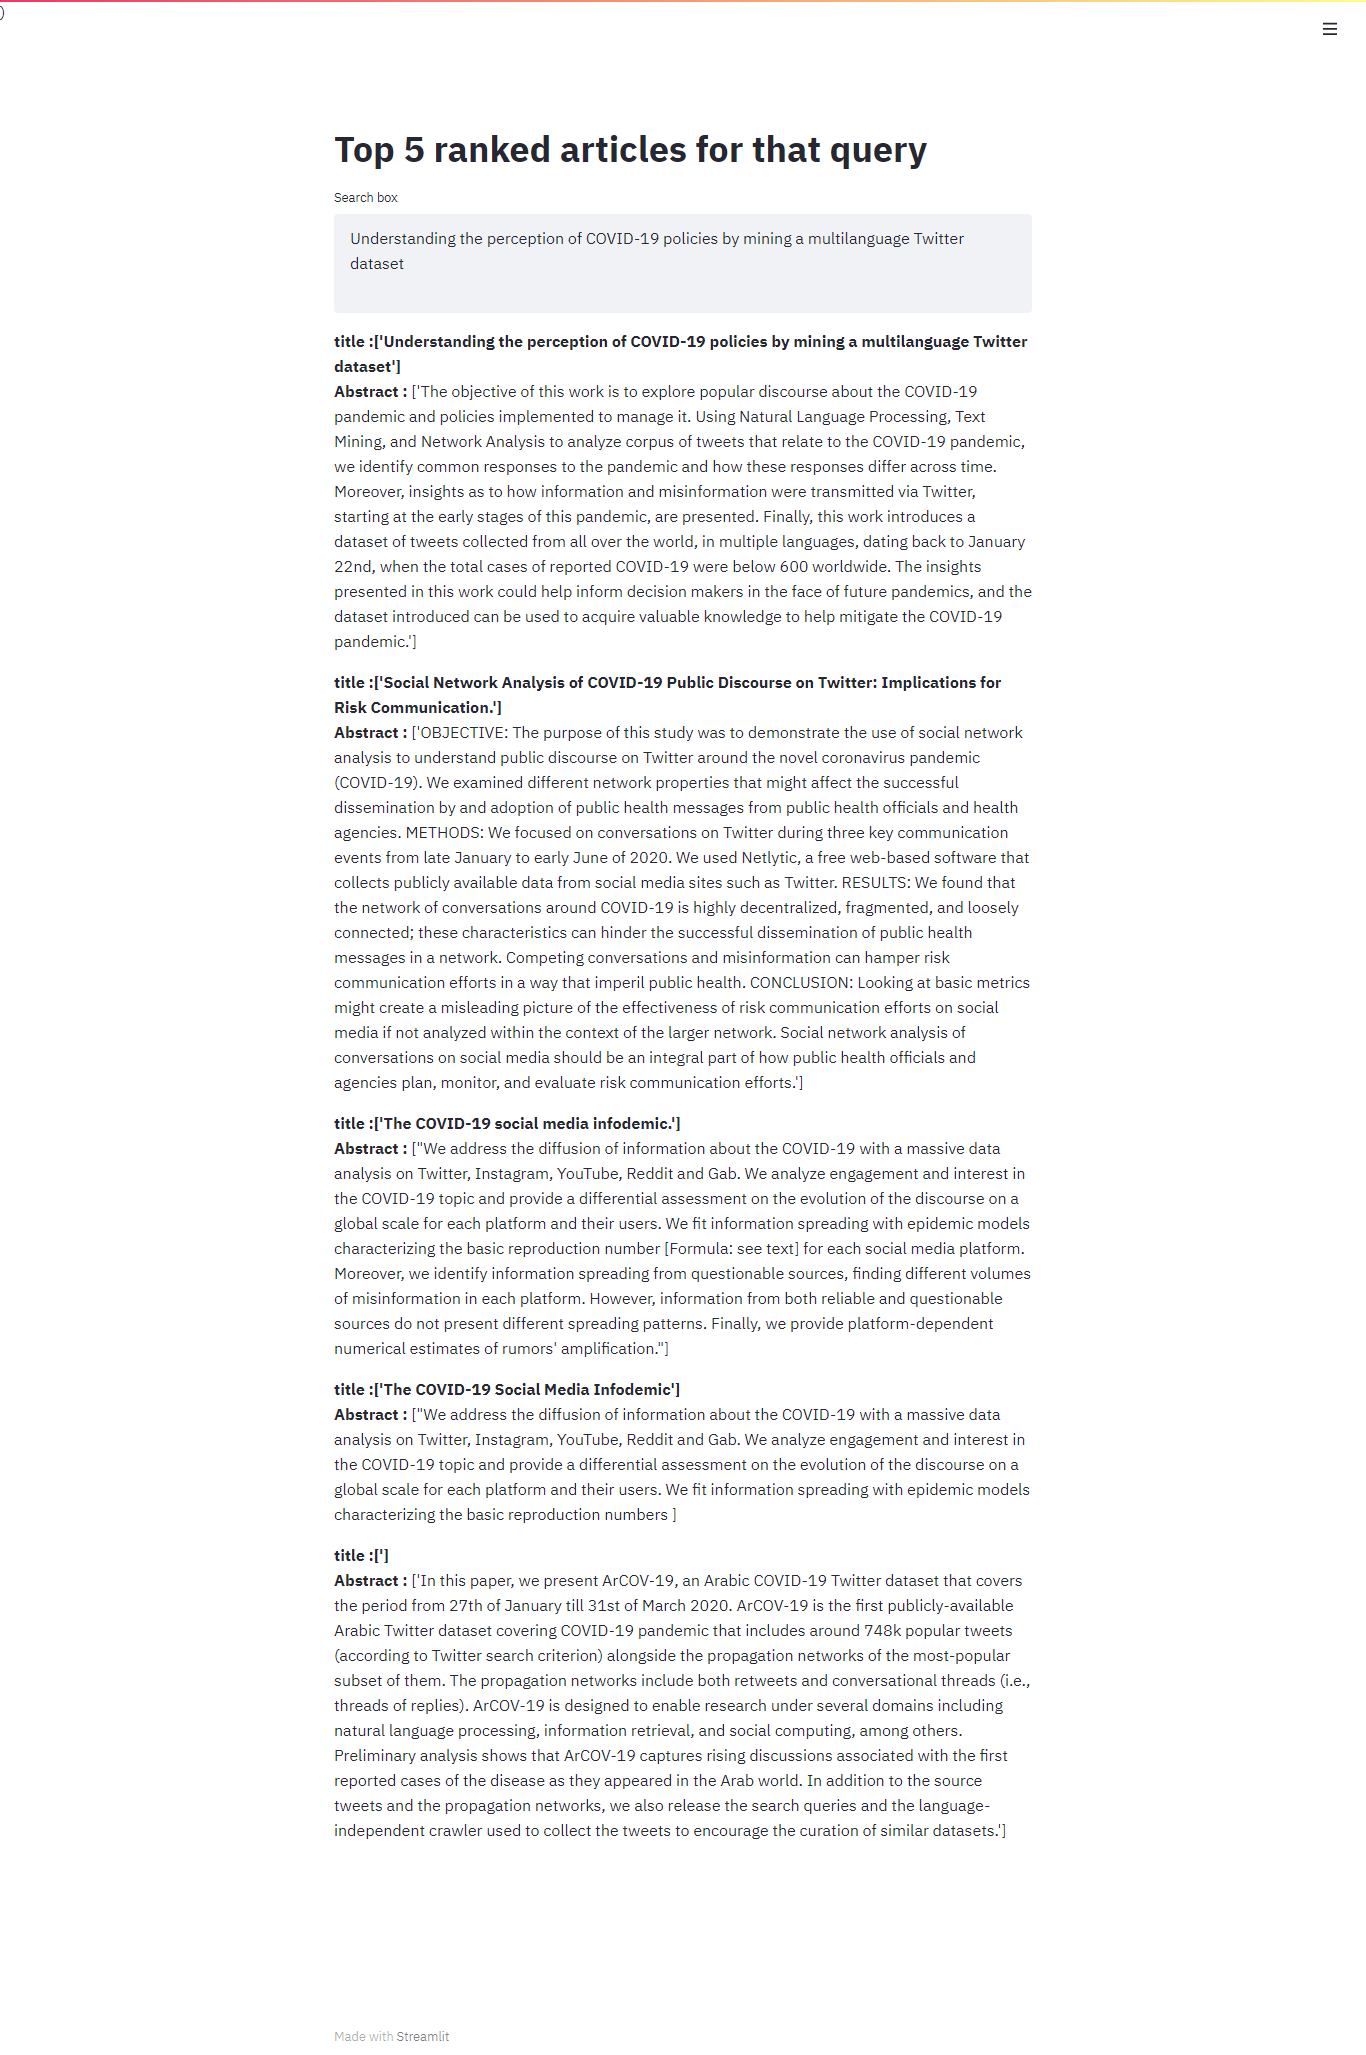 )
Top 5 ranked articles for that query
Search box
Understanding the perception of COVID-19 policies by mining a multilanguage Twitter
dataset
title :['Understanding the perception of COVID-19 policies by mining a multilanguage Twitter
dataset']
Abstract : ['The objective of this work is to explore popular discourse about the COVID-19
pandemic and policies implemented to manage it. Using Natural Language Processing, Text
Mining, and Network Analysis to analyze corpus of tweets that relate to the COVID-19 pandemic,
we identify common responses to the pandemic and how these responses differ across time.
Moreover, insights as to how information and misinformation were transmitted via Twitter,
starting at the early stages of this pandemic, are presented. Finally, this work introduces a
dataset of tweets collected from all over the world, in multiple languages, dating back to January
22nd, when the total cases of reported COVID-19 were below 600 worldwide. The insights
presented in this work could help inform decision makers in the face of future pandemics, and the
dataset introduced can be used to acquire valuable knowledge to help mitigate the COVID-19
pandemic.']
title :['Social Network Analysis of COVID-19 Public Discourse on Twitter: Implications for
Risk Communication.']
Abstract : ['OBJECTIVE: The purpose of this study was to demonstrate the use of social network
analysis to understand public discourse on Twitter around the novel coronavirus pandemic
(COVID-19). We examined different network properties that might affect the successful
dissemination by and adoption of public health messages from public health officials and health
agencies. METHODS: We focused on conversations on Twitter during three key communication
events from late January to early June of 2020. We used Netlytic, a free web-based software that
collects publicly available data from social media sites such as Twitter. RESULTS: We found that
the network of conversations around COVID-19 is highly decentralized, fragmented, and loosely
connected; these characteristics can hinder the successful dissemination of public health
messages in a network. Competing conversations and misinformation can hamper risk
communication efforts in a way that imperil public health. CONCLUSION: Looking at basic metrics
might create a misleading picture of the effectiveness of risk communication efforts on social
media if not analyzed within the context of the larger network. Social network analysis of
conversations on social media should be an integral part of how public health officials and
agencies plan, monitor, and evaluate risk communication efforts.']
title :['The COVID-19 social media infodemic.']
Abstract : ["We address the diffusion of information about the COVID-19 with a massive data
analysis on Twitter, Instagram, YouTube, Reddit and Gab. We analyze engagement and interest in
the COVID-19 topic and provide a differential assessment on the evolution of the discourse on a
global scale for each platform and their users. We fit information spreading with epidemic models
characterizing the basic reproduction number [Formula: see text] for each social media platform.
Moreover, we identify information spreading from questionable sources, finding different volumes
of misinformation in each platform. However, information from both reliable and questionable
sources do not present different spreading patterns. Finally, we provide platform-dependent
numerical estimates of rumors' amplification."]
title :['The COVID-19 Social Media Infodemic']
Abstract : ["We address the diffusion of information about the COVID-19 with a massive data
analysis on Twitter, Instagram, YouTube, Reddit and Gab. We analyze engagement and interest in
the COVID-19 topic and provide a differential assessment on the evolution of the discourse on a
global scale for each platform and their users. We fit information spreading with epidemic models
characterizing the basic reproduction numbers ]
title :[']
Abstract : ['In this paper, we present ArCOV-19, an Arabic COVID-19 Twitter dataset that covers
the period from 27th of January till 31st of March 2020. ArCOV-19 is the first publicly-available
Arabic Twitter dataset covering COVID-19 pandemic that includes around 748k popular tweets
(according to Twitter search criterion) alongside the propagation networks of the most-popular
subset of them. The propagation networks include both retweets and conversational threads (i.e.,
threads of replies). ArCOV-19 is designed to enable research under several domains including
natural language processing, information retrieval, and social computing, among others.
Preliminary analysis shows that ArCOV-19 captures rising discussions associated with the first
reported cases of the disease as they appeared in the Arab world. In addition to the source
tweets and the propagation networks, we also release the search queries and the language-
independent crawler used to collect the tweets to encourage the curation of similar datasets.']
Made with Streamlit